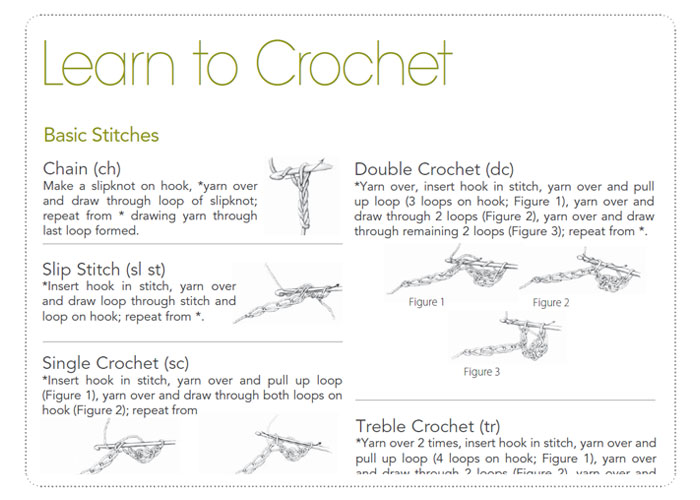 Learn to Crochet
Basic Stitches
Chain (ch)
Make a slipknot on hook, *yarn over
and draw through loop of slipknot;
repeat from * drawing yarn through
last loop formed.
Slip Stitch (sl st)
*Insert hook in stitch, yarn over
and draw loop through stitch and
loop on hook; repeat from *.
Single Crochet (sc)
*Insert hook in stitch, yarn over and pull up loop
(Figure 1), yarn over and draw through both loops on
hook (Figure 2); repeat from
Double Crochet (dc)
*Yarn over, insert hook in stitch, yarn over and pull
up loop (3 loops on hook; Figure 1), yarn over and
draw through 2 loops (Figure 2), yarn over and draw
through remaining 2 loops (Figure 3); repeat from *.
Figure 1
Figure 2
Figure 3
Treble Crochet (tr)
*Yarn over 2 times, insert hook in stitch, yarn over and
pull up loop (4 loops on hook; Figure 1), yarn over
and draw through 2 loops (Figure 2), yarn over and